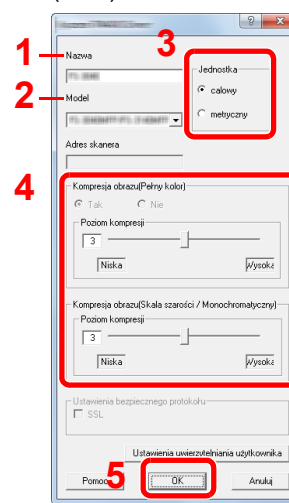 1
Nazwa
2
Model
3
Jednostka
calowy
metryczny
Adres skanera
4
Kompresja obrazu(Pełny kolor)
Tak Nie
Poziom kompresji
3
Niska Wysoka
Kompresja obrazu(Skala szarości / Monochromatyczny)
Poziom kompresji
3
Niska Wysoka
Ustawienia bezpiecznego protokołu
SSL
Ustawienia uwierzytelniania użytkownika
5
Pomoc OK Anuluj